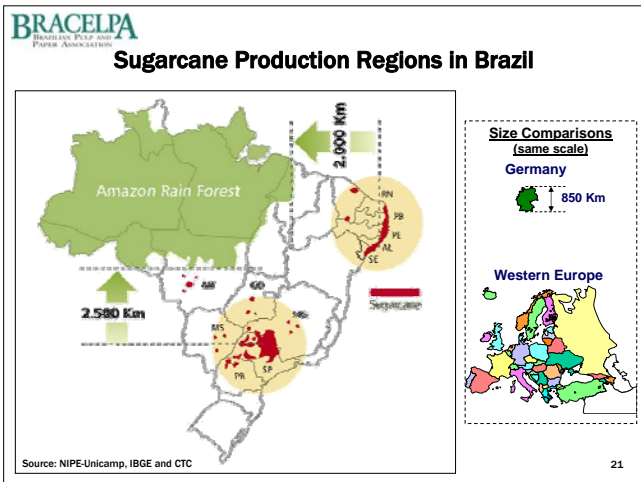 BRACELPA
BRAZILIAN PULP AND
PAPER ASSOCIATION
Sugarcane Production Regions in Brazil
2.000 Km
Amazon Rain Forest
RN
PB
PE
AL
SE
GO
Sugarcane
2.500 Km
MS
SP
PR
Size Comparisons
(same scale)
Germany
850 Km
Western Europe
Source: NIPE-Unicamp, IBGE and CTC
21